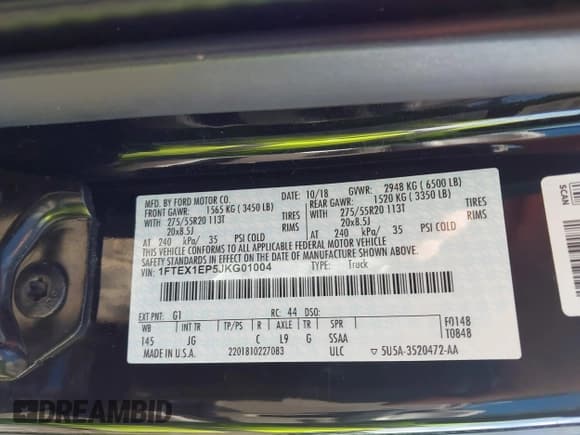 MFD. BY FORD MOTOR CO.
DATE: 10/18 GVWR: 2948 KG ( 6500 LB)
FRONT GAWR: 1565 KG ( 3450 LB) REAR GAWR: 1520 KG ( 3350 LB)
275/55R20 113T TIRES WITH 275/55R20 113T TIRES
20x8.5J RIMS 20x8.5J RIMS
AT 240 kPa/ 35 PSI COLD AT 240 kPa/ 35 PSI COLD
THIS VEHICLE CONFORMS TO ALL APPLICABLE FEDERAL MOTOR VEHICLE
SAFETY STANDARDS IN EFFECT ON THE DATE OF MANUFACTURE SHOWN ABOVE.
VIN: 1FTEX1EP5JKG01004 TYPE: Truck
EXT PNT: G1 RC: 44 DSO: F0148
WB INT TR TP/PS R AXLE TR SPR T0848
145 JG C L9 G SSAA
MADE IN U.S.A. 2201810227083 ULC 5U5A-3520472-AA
SCAN
DREAMBID